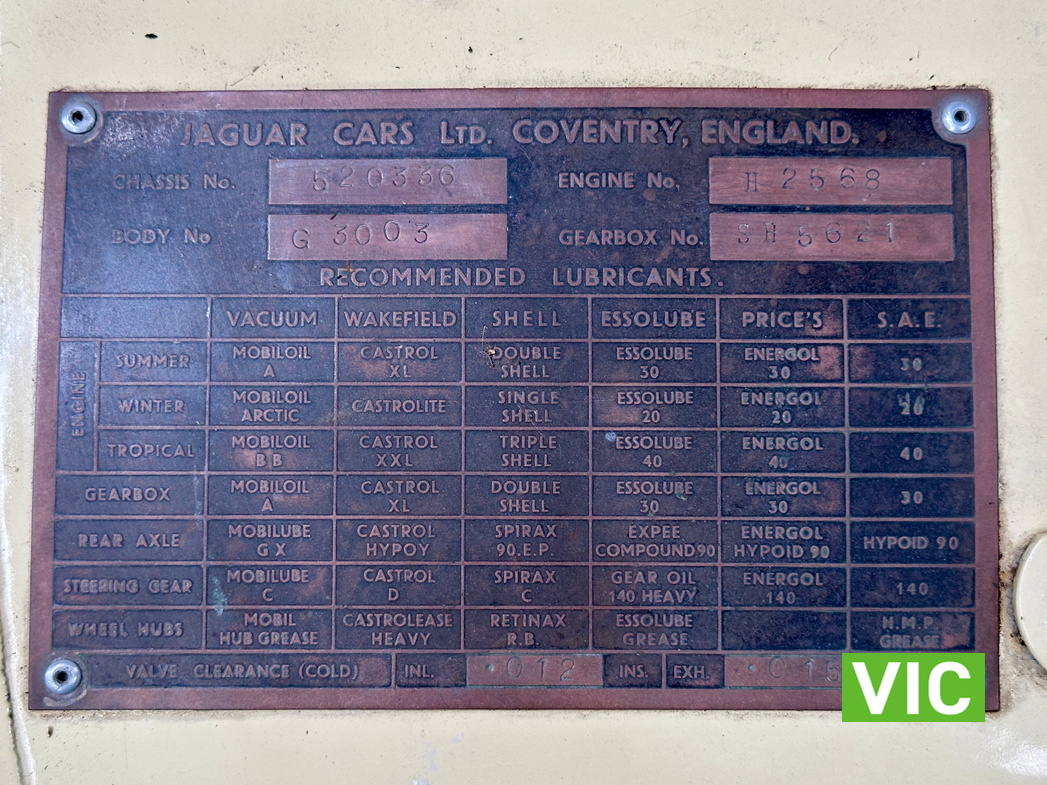 JAGUAR CARS LTD. COVENTRY, ENGLAND.
CHASSIS No. 520336 ENGINE No. H 2568
BODY No G 3003 GEARBOX No. SH 5621
RECOMMENDED LUBRICANTS.
VACUUM WAKEFIELD SHELL ESSOLUBE PRICE'S S.A.E.
ENGINE
SUMMER MOBILOIL A CASTROL XL DOUBLE SHELL ESSOLUBE 30 ENERGOL 30 30
WINTER MOBILOIL ARCTIC CASTROLITE SINGLE SHELL ESSOLUBE 20 ENERGOL 20 20
TROPICAL MOBILOIL BB CASTROL XXL TRIPLE SHELL ESSOLUBE 40 ENERGOL 40 40
GEARBOX MOBILOIL A CASTROL XL DOUBLE SHELL ESSOLUBE 30 ENERGOL 30 30
REAR AXLE MOBILUBE GX CASTROL HYPOY SPIRAX 90.E.P. EXPEE COMPOUND 90 ENERGOL HYPOID 90 HYPOID 90
STEERING GEAR MOBILUBE C CASTROL D SPIRAX C GEAR OIL 140 HEAVY ENERGOL 140 140
WHEEL HUBS MOBIL HUB GREASE CASTROLEASE HEAVY RETINAX R.B. ESSOLUBE GREASE H.M.P. GREASE
VALVE CLEARANCE (COLD) INL. .012 INS. EXH. .015
VIC